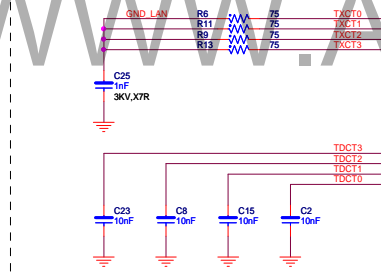 GND_LAN R6 75 TXCT0
R11 75 TXCT1
R9 75 TXCT2
R13 75 TXCT3
C25
1nF
3KV,X7R
TDCT3
TDCT2
TDCT1
TDCT0
C23 C8 C15 C2
10nF 10nF 10nF 10nF
WWW.A